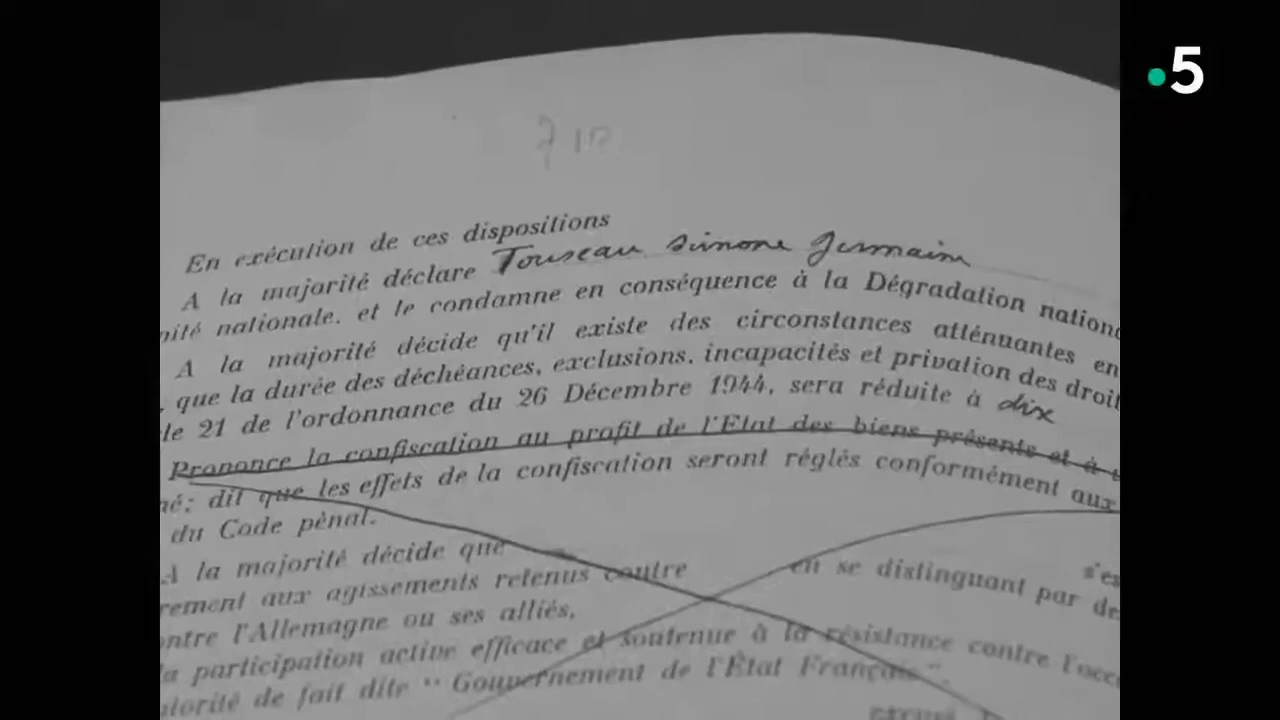 5
En exécution de ces dispositions
A la majorité déclare Touseau simone Germain
nité nationale. et le condamne en conséquence à la Dégradation nationa
A la majorité décide qu'il existe des circonstances atténuantes en
, que la durée des déchéances, exclusions. incapacités et privation des droit
le 21 de l'ordonnance du 26 Décembre 1944, sera réduite à dix
Prononce la confiscation au profit de l'Etat des biens présents et à
né; dit que les effets de la confiscation seront réglés conformément aux
du Code pènal.
A la majorité décide que s'es
rement aux agissements retenus contre en se distinguant par de
ontre l'Allemagne ou ses alliés,
la participation active efficace et soutenue à la résistance contre l'occ
utorité de fait dite " Gouvernement de l'État Français ".